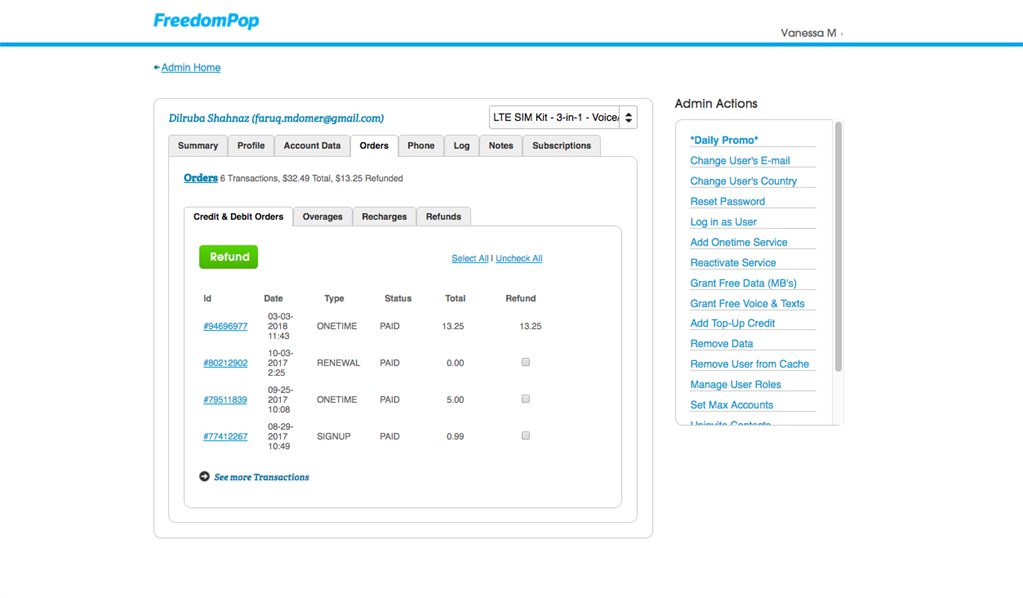 FreedomPop
Vanessa M
Admin Home
Dilruba Shahnaz (faruq.mdomer@gmail.com)
LTE SIM Kit - 3-in-1 - Voice/
Summary Profile Account Data Orders Phone Log Notes Subscriptions
Orders 6 Transactions, $32.49 Total, $13.25 Refunded
Credit & Debit Orders Overages Recharges Refunds
Refund
Select All | Uncheck All
Id Date Type Status Total Refund
#94696977 03-03-2018 11:43 ONETIME PAID 13.25 13.25
#80212902 10-03-2017 2:25 RENEWAL PAID 0.00
#79511839 09-25-2017 10:08 ONETIME PAID 5.00
#77412267 08-29-2017 10:49 SIGNUP PAID 0.99
See more Transactions
Admin Actions
*Daily Promo*
Change User's E-mail
Change User's Country
Reset Password
Log in as User
Add Onetime Service
Reactivate Service
Grant Free Data (MB's)
Grant Free Voice & Texts
Add Top-Up Credit
Remove Data
Remove User from Cache
Manage User Roles
Set Max Accounts
Uninvite Contacts